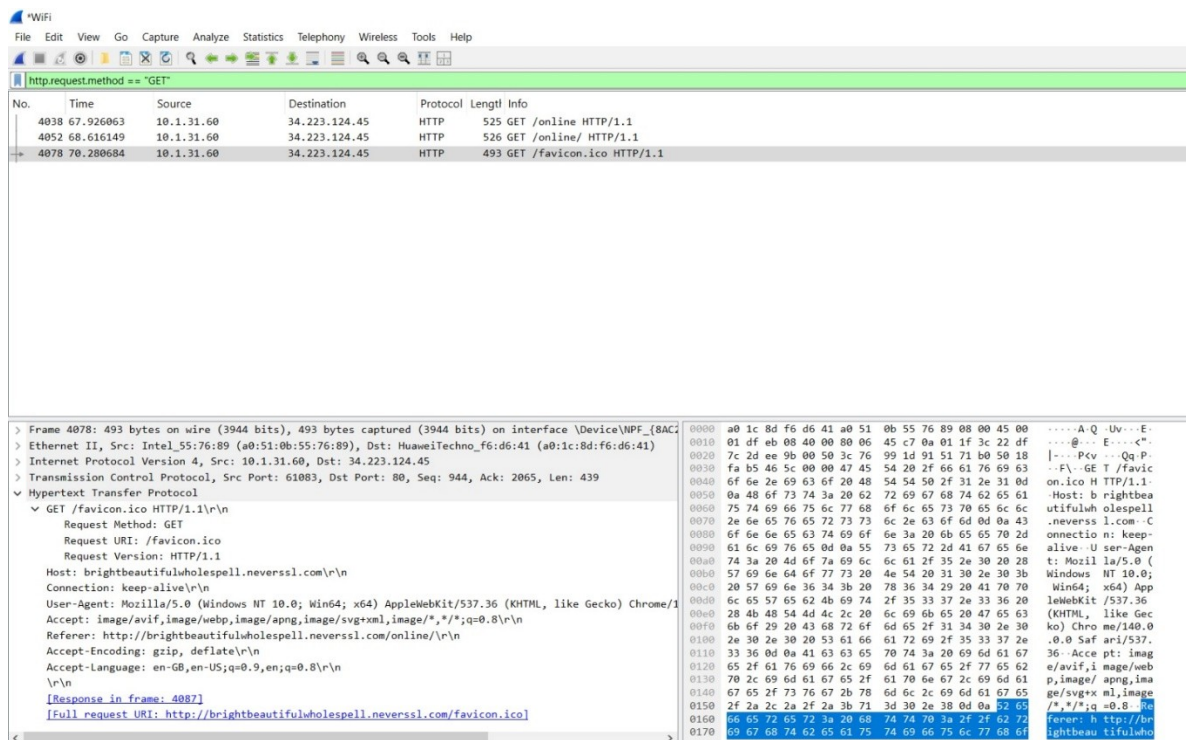 *WiFi
File Edit View Go Capture Analyze Statistics Telephony Wireless Tools Help
http.request.method == "GET"
No. Time Source Destination Protocol Length Info
4038 67.926063 10.1.31.60 34.223.124.45 HTTP 525 GET /online HTTP/1.1
4052 68.616149 10.1.31.60 34.223.124.45 HTTP 526 GET /online/ HTTP/1.1
4078 70.280684 10.1.31.60 34.223.124.45 HTTP 493 GET /favicon.ico HTTP/1.1
> Frame 4078: 493 bytes on wire (3944 bits), 493 bytes captured (3944 bits) on interface \Device\NPF_{8AC2
> Ethernet II, Src: Intel_55:76:89 (a0:51:0b:55:76:89), Dst: HuaweiTechno_f6:d6:41 (a0:1c:8d:f6:d6:41)
> Internet Protocol Version 4, Src: 10.1.31.60, Dst: 34.223.124.45
> Transmission Control Protocol, Src Port: 61083, Dst Port: 80, Seq: 944, Ack: 2065, Len: 439
Hypertext Transfer Protocol
GET /favicon.ico HTTP/1.1\r\n
Request Method: GET
Request URI: /favicon.ico
Request Version: HTTP/1.1
Host: brightbeautifulwholespell.neverssl.com\r\n
Connection: keep-alive\r\n
User-Agent: Mozilla/5.0 (Windows NT 10.0; Win64; x64) AppleWebKit/537.36 (KHTML, like Gecko) Chrome/1
Accept: image/avif,image/webp,image/apng,image/svg+xml,image/*,*/*;q=0.8\r\n
Referer: http://brightbeautifulwholespell.neverssl.com/online/\r\n
Accept-Encoding: gzip, deflate\r\n
Accept-Language: en-GB,en-US;q=0.9,en;q=0.8\r\n
\r\n
[Response in frame: 4087]
[Full request URI: http://brightbeautifulwholespell.neverssl.com/favicon.ico]
0000 a0 1c 8d f6 d6 41 a0 51 0b 55 76 89 08 00 45 00 ·····A·Q ·Uv···E·
0010 01 df eb 08 40 00 80 06 45 c7 0a 01 1f 3c 22 df ····@··· E····<"·
0020 7c 2d ee 9b 00 50 3c 76 99 1d 91 51 71 b0 50 18 |-···P<v ···Qq·P·
0030 fa b5 46 5c 00 00 47 45 54 20 2f 66 61 76 69 63 ··F\··GE T /favic
0040 6f 6e 2e 69 63 6f 20 48 54 54 50 2f 31 2e 31 0d on.ico H TTP/1.1·
0050 0a 48 6f 73 74 3a 20 62 72 69 67 68 74 62 65 61 ·Host: b rightbea
0060 75 74 69 66 75 6c 77 68 6f 6c 65 73 70 65 6c 6c utifulwh olespell
0070 2e 6e 65 76 65 72 73 73 6c 2e 63 6f 6d 0d 0a 43 .neverss l.com··C
0080 6f 6e 6e 65 63 74 69 6f 6e 3a 20 6b 65 65 70 2d onnectio n: keep-
0090 61 6c 69 76 65 0d 0a 55 73 65 72 2d 41 67 65 6e alive··U ser-Agen
00a0 74 3a 20 4d 6f 7a 69 6c 6c 61 2f 35 2e 30 20 28 t: Mozil la/5.0 (
00b0 57 69 6e 64 6f 77 73 20 4e 54 20 31 30 2e 30 3b Windows NT 10.0;
00c0 20 57 69 6e 36 34 3b 20 78 36 34 29 20 41 70 70 Win64; x64) App
00d0 6c 65 57 65 62 4b 69 74 2f 35 33 37 2e 33 36 20 leWebKit /537.36
00e0 28 4b 48 54 4d 4c 2c 20 6c 69 6b 65 20 47 65 63 (KHTML, like Gec
00f0 6b 6f 29 20 43 68 72 6f 6d 65 2f 31 34 30 2e 30 ko) Chro me/140.0
0100 2e 30 2e 30 20 53 61 66 61 72 69 2f 35 33 37 2e .0.0 Saf ari/537.
0110 33 36 0d 0a 41 63 63 65 70 74 3a 20 69 6d 61 67 36··Acce pt: imag
0120 65 2f 61 76 69 66 2c 69 6d 61 67 65 2f 77 65 62 e/avif,i mage/web
0130 70 2c 69 6d 61 67 65 2f 61 70 6e 67 2c 69 6d 61 p,image/ apng,ima
0140 67 65 2f 73 76 67 2b 78 6d 6c 2c 69 6d 61 67 65 ge/svg+x ml,image
0150 2f 2a 2c 2a 2f 2a 3b 71 3d 30 2e 38 0d 0a 52 65 /*,*/*;q =0.8··Re
0160 66 65 72 65 72 3a 20 68 74 74 70 3a 2f 2f 62 72 ferer: h ttp://br
0170 69 67 68 74 62 65 61 75 74 69 66 75 6c 77 68 6f ightbeau tifulwho